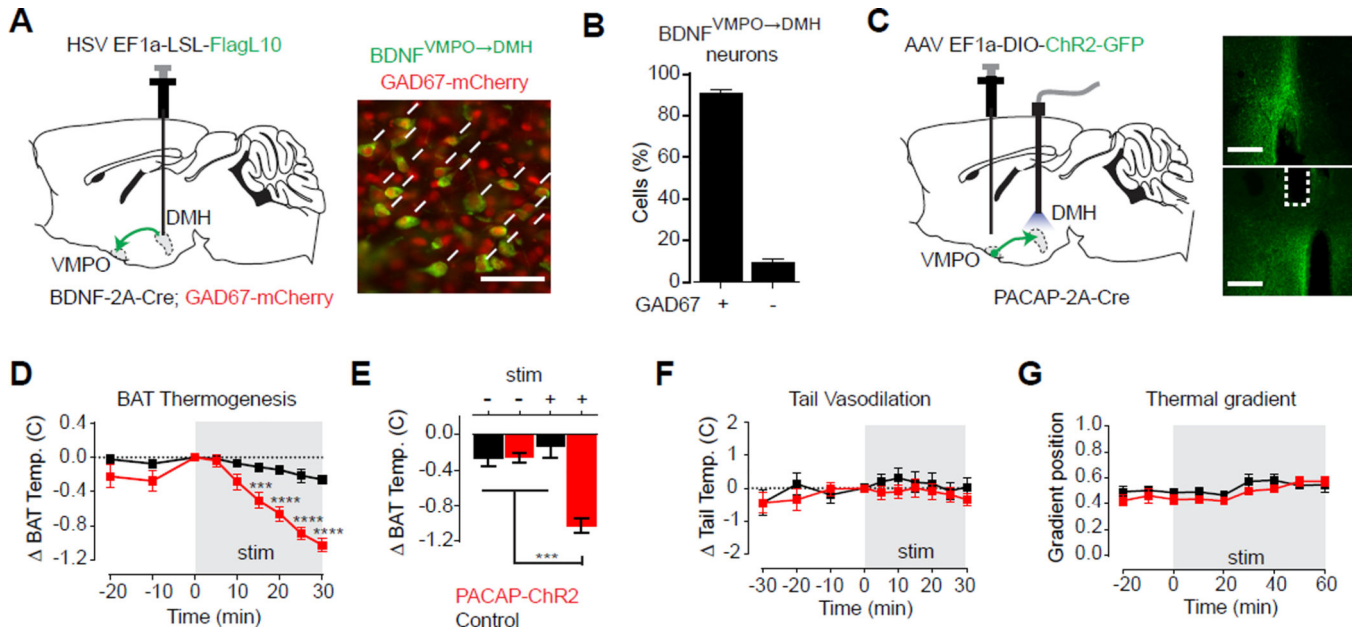 A
HSV EF1a-LSL-FlagL10
DMH
VMPO
BDNF-2A-Cre; GAD67-mCherry
BDNF^VMPO→DMH
GAD67-mCherry
B
BDNF^VMPO→DMH
neurons
Cells (%)
100
80
60
40
20
0
GAD67 + -
C
AAV EF1a-DIO-ChR2-GFP
DMH
VMPO
PACAP-2A-Cre
D
BAT Thermogenesis
Δ BAT Temp. (C)
0.4
0.0
-0.4
-0.8
-1.2
***
****
****
****
stim
-20 -10 0 10 20 30
Time (min)
E
stim
- - + +
Δ BAT Temp. (C)
0.0
-0.4
-0.8
-1.2
***
PACAP-ChR2
Control
F
Tail Vasodilation
Δ Tail Temp. (C)
2
1
0
-1
-2
stim
-30 -20 -10 0 10 20 30
Time (min)
G
Thermal gradient
Gradient position
1.0
0.8
0.6
0.4
0.2
0.0
stim
-20 0 20 40 60
Time (min)